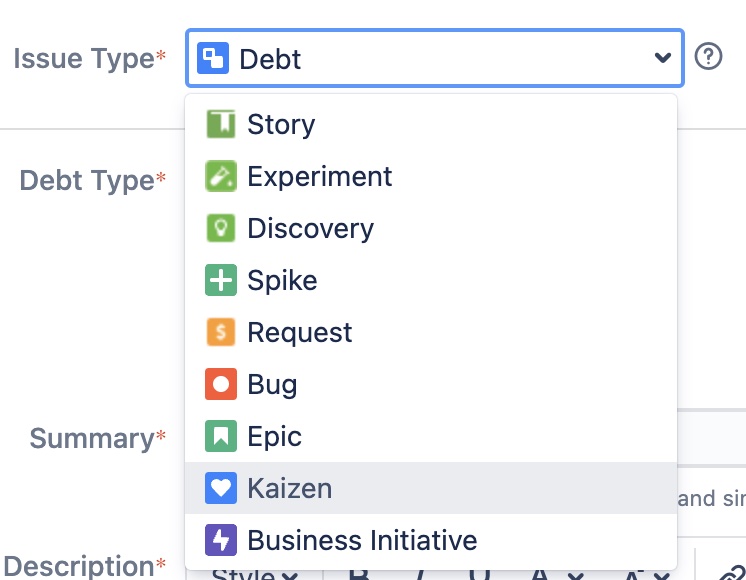 Issue Type* Debt
Story
Debt Type* Experiment
Discovery
Spike
Request
Bug
Summary* Epic
Kaizen
and
Business Initiative
Description* Style B I U A